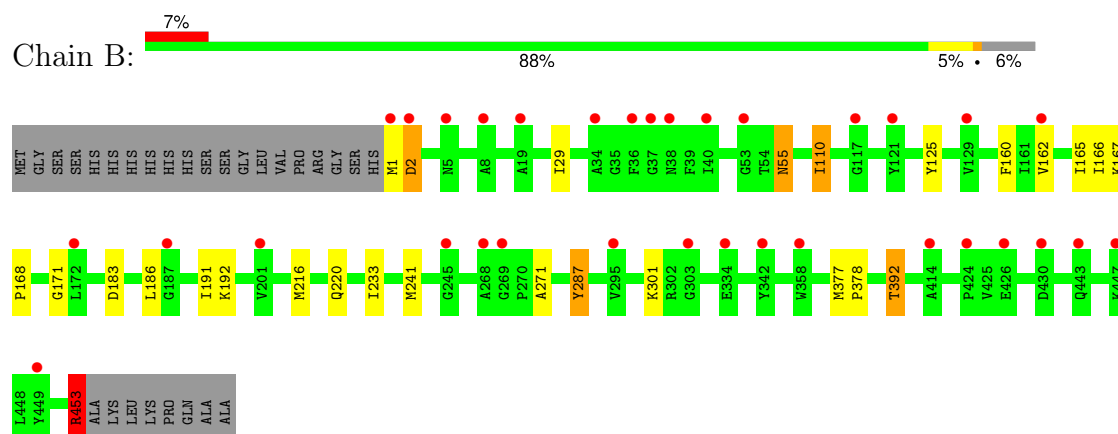 7%
Chain B:
88% 5% • 6%
MET GLY SER SER HIS HIS HIS HIS HIS HIS SER SER GLY LEU VAL PRO ARG GLY SER HIS M1 D2 N5 A8 A19 I29 A34 G35 F36 G37 N38 F39 I40 G53 T54 N55 I110 G117 Y121 Y125 V129 F160 I161 V162 I165 I166 K167
P168 G171 L172 D183 L186 G187 I191 K192 V201 M216 Q220 I233 M241 G245 A268 G269 P270 A271 Y287 V295 K301 R302 G303 E334 Y342 W358 M377 P378 T392 A414 P424 V425 E426 D430 Q443 K447
L448 Y449 R453 ALA LYS LEU LYS PRO GLN ALA ALA